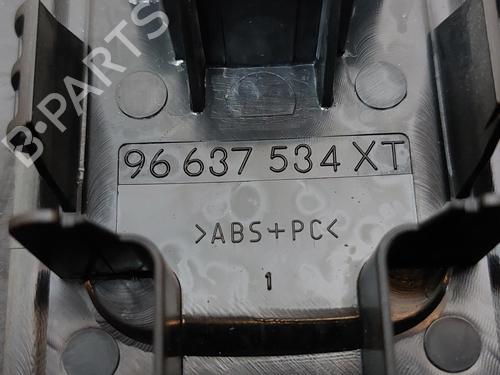 B-PARTS
96 637 534 XT
>ABS+PC<
1